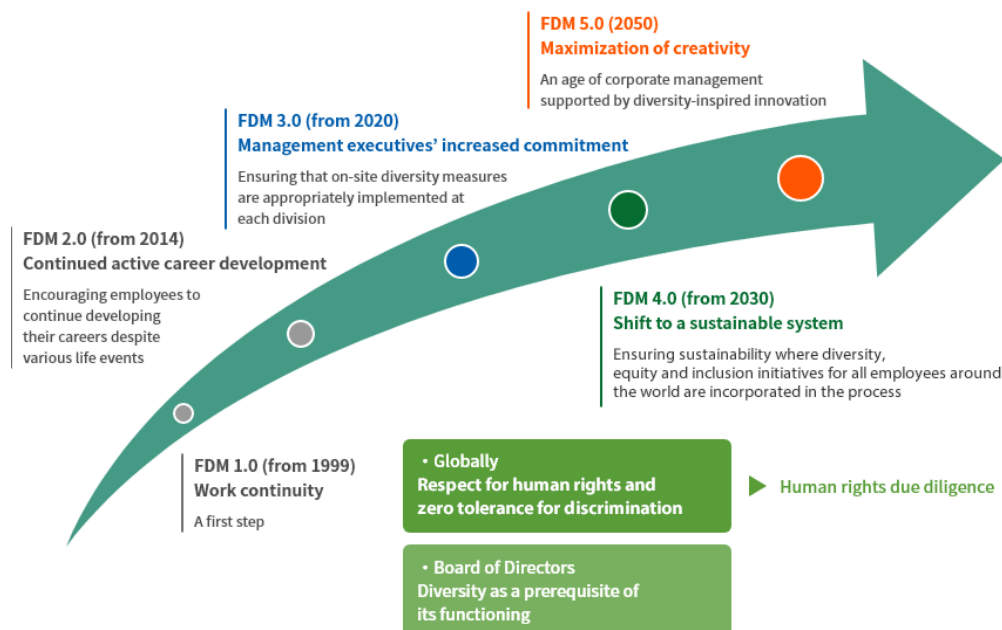 FDM 5.0 (2050)
Maximization of creativity
An age of corporate management
supported by diversity-inspired innovation
FDM 3.0 (from 2020)
Management executives’ increased commitment
Ensuring that on-site diversity measures
are appropriately implemented at
each division
FDM 2.0 (from 2014)
Continued active career development
Encouraging employees to
continue developing
their careers despite
various life events
FDM 4.0 (from 2030)
Shift to a sustainable system
Ensuring sustainability where diversity,
equity and inclusion initiatives for all employees around
the world are incorporated in the process
FDM 1.0 (from 1999)
Work continuity
A first step
・Globally
Respect for human rights and
zero tolerance for discrimination
Human rights due diligence
・Board of Directors
Diversity as a prerequisite of
its functioning